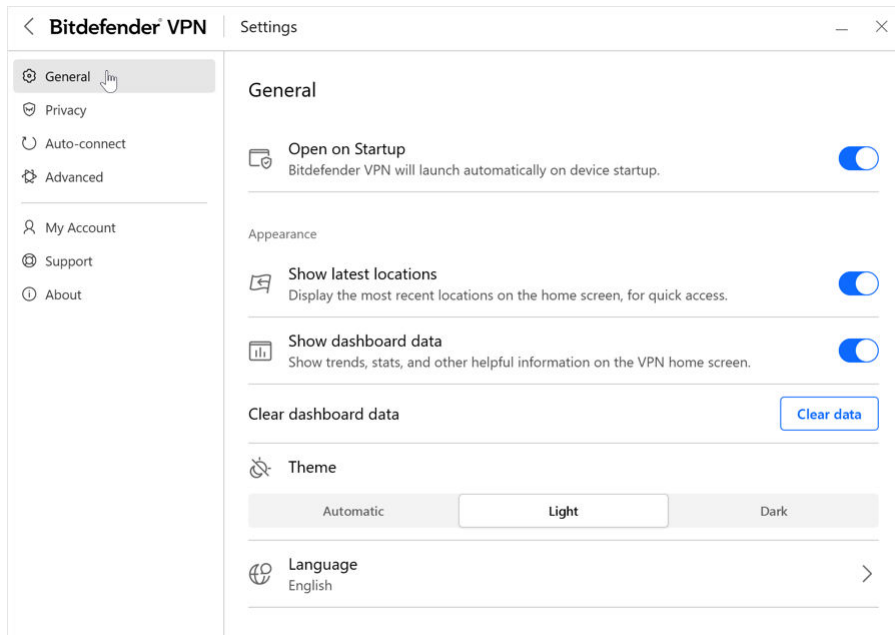 Bitdefender® VPN
Settings
General
Privacy
Auto-connect
Advanced
My Account
Support
About
General
Open on Startup
Bitdefender VPN will launch automatically on device startup.
Appearance
Show latest locations
Display the most recent locations on the home screen, for quick access.
Show dashboard data
Show trends, stats, and other helpful information on the VPN home screen.
Clear dashboard data
Clear data
Theme
Automatic
Light
Dark
Language
English